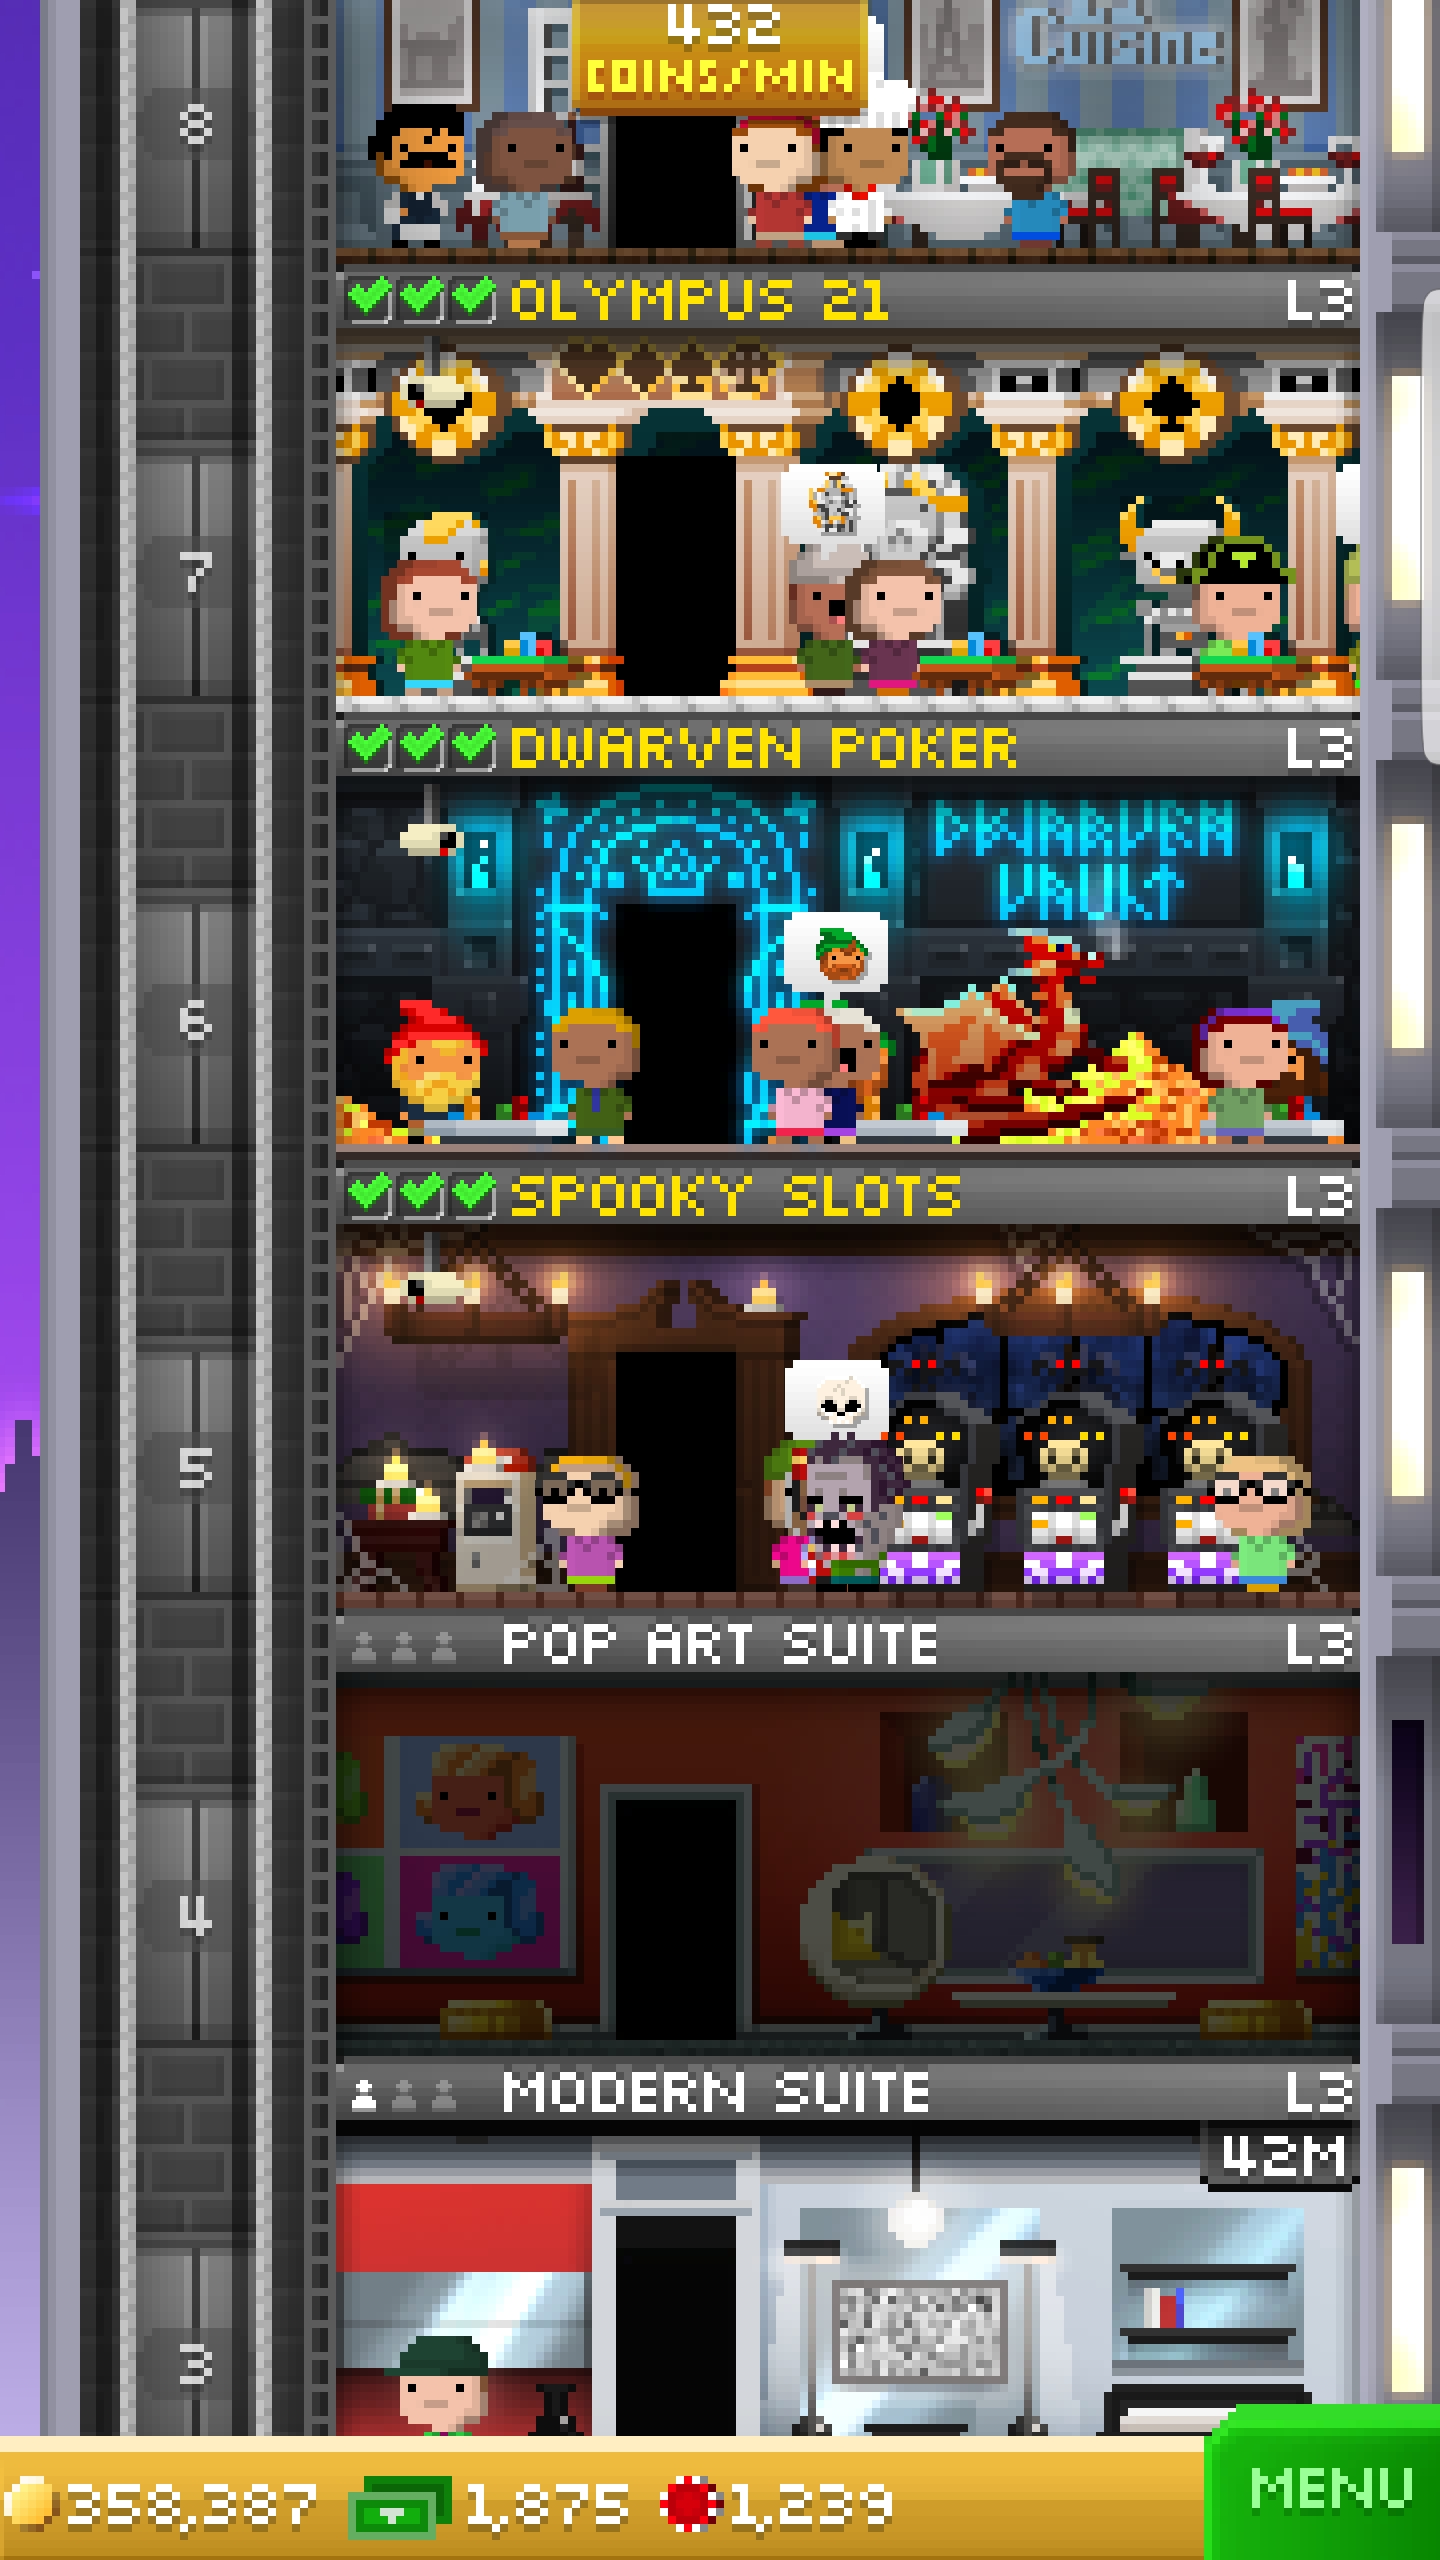 432
COINS/MIN
Cuisine
8
OLYMPUS 21 L3
7
DWARVEN POKER L3
DWARVEN
VAULT
6
SPOOKY SLOTS L3
5
POP ART SUITE L3
4
MODERN SUITE L3
42M
3
358,387 1,875 1,239 MENU